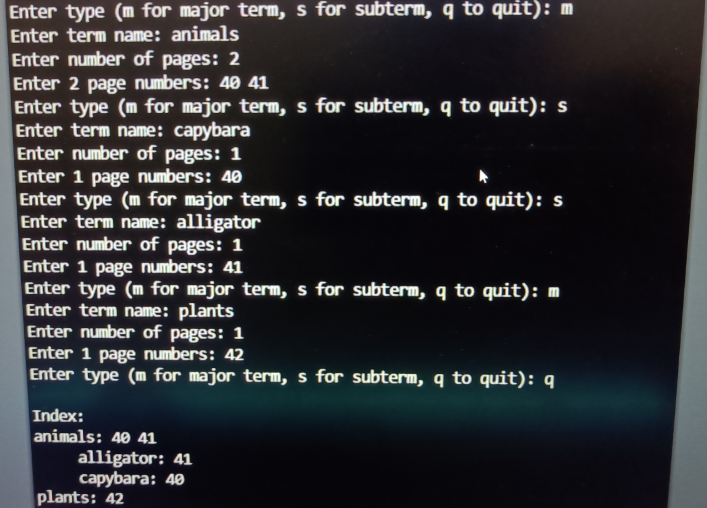 Enter type (m for major term, s for subterm, q to quit): m
Enter term name: animals
Enter number of pages: 2
Enter 2 page numbers: 40 41
Enter type (m for major term, s for subterm, q to quit): s
Enter term name: capybara
Enter number of pages: 1
Enter 1 page numbers: 40
Enter type (m for major term, s for subterm, q to quit): s
Enter term name: alligator
Enter number of pages: 1
Enter 1 page numbers: 41
Enter type (m for major term, s for subterm, q to quit): m
Enter term name: plants
Enter number of pages: 1
Enter 1 page numbers: 42
Enter type (m for major term, s for subterm, q to quit): q
Index:
animals: 40 41
alligator: 41
capybara: 40
plants: 42